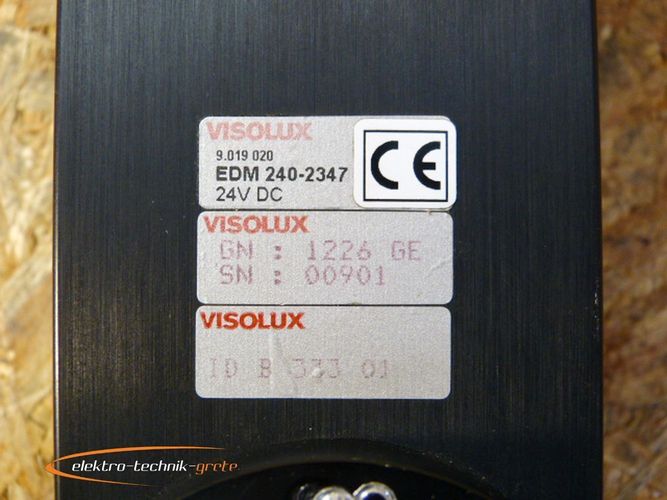 VISOLUX
9.019 020
EDM 240-2347
24V DC
CE
VISOLUX
GN : 1226 GE
SN : 00901
VISOLUX
ID B 333 01
elektro-technik-grete